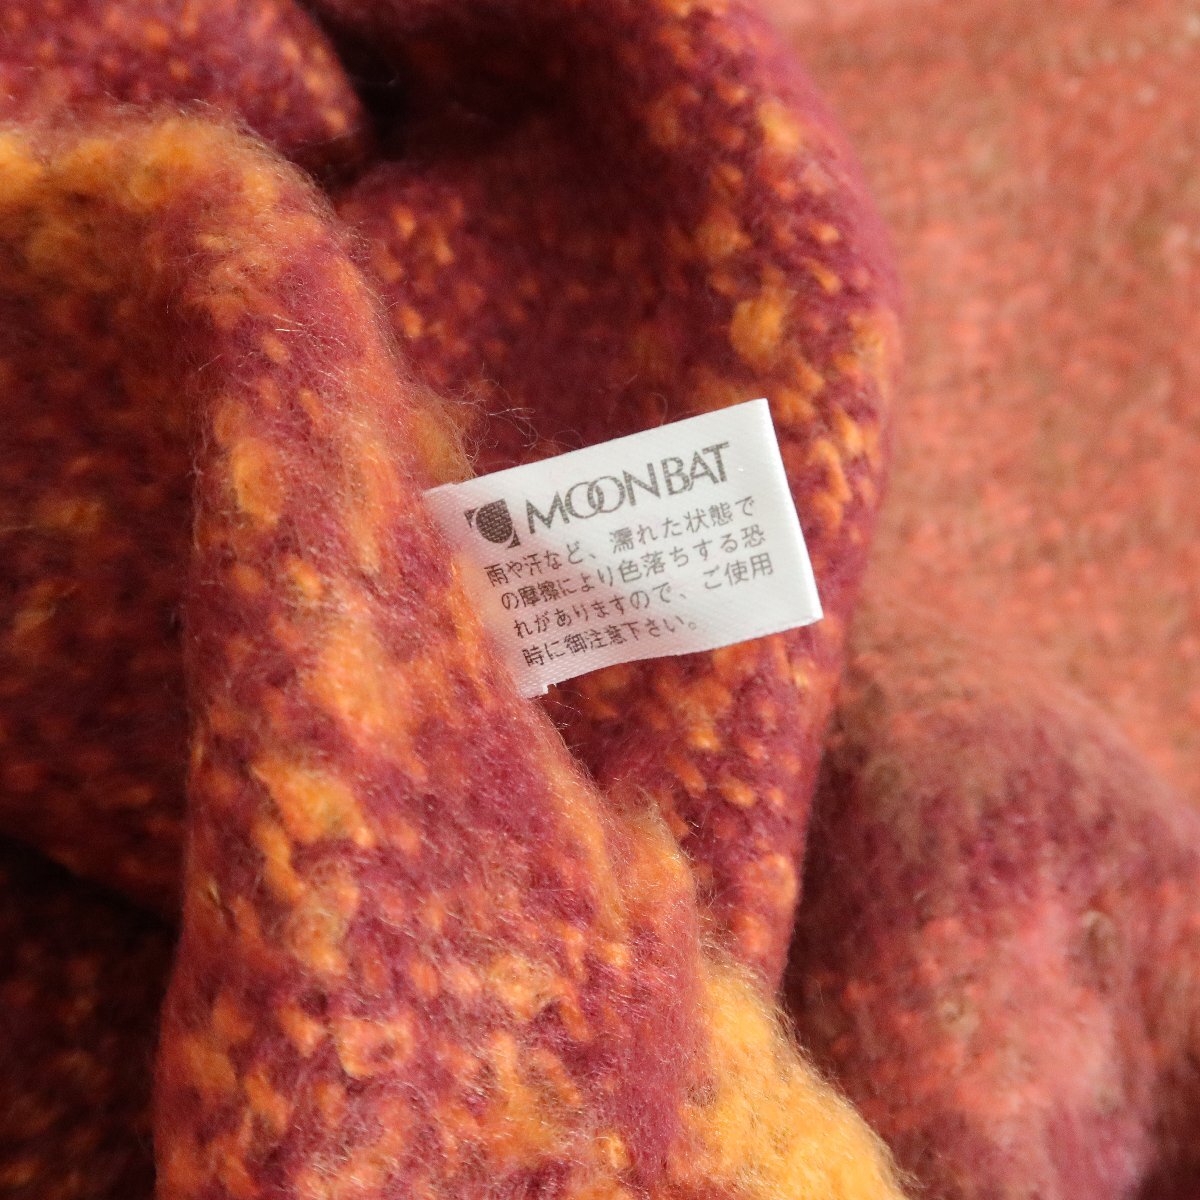 MOONBAT
雨や汗など、濡れた状態で
の摩擦により色落ちする恐
れがありますので、ご使用
時に御注意下さい。